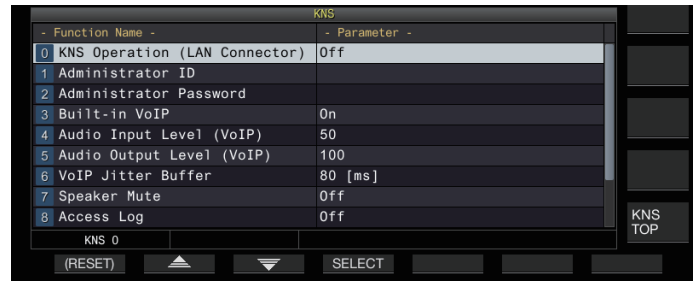 KNS
- Function Name - - Parameter -
0 KNS Operation (LAN Connector) Off
1 Administrator ID
2 Administrator Password
3 Built-in VoIP On
4 Audio Input Level (VoIP) 50
5 Audio Output Level (VoIP) 100
6 VoIP Jitter Buffer 80 [ms]
7 Speaker Mute Off
8 Access Log Off
KNS 0
KNS
TOP
(RESET) SELECT